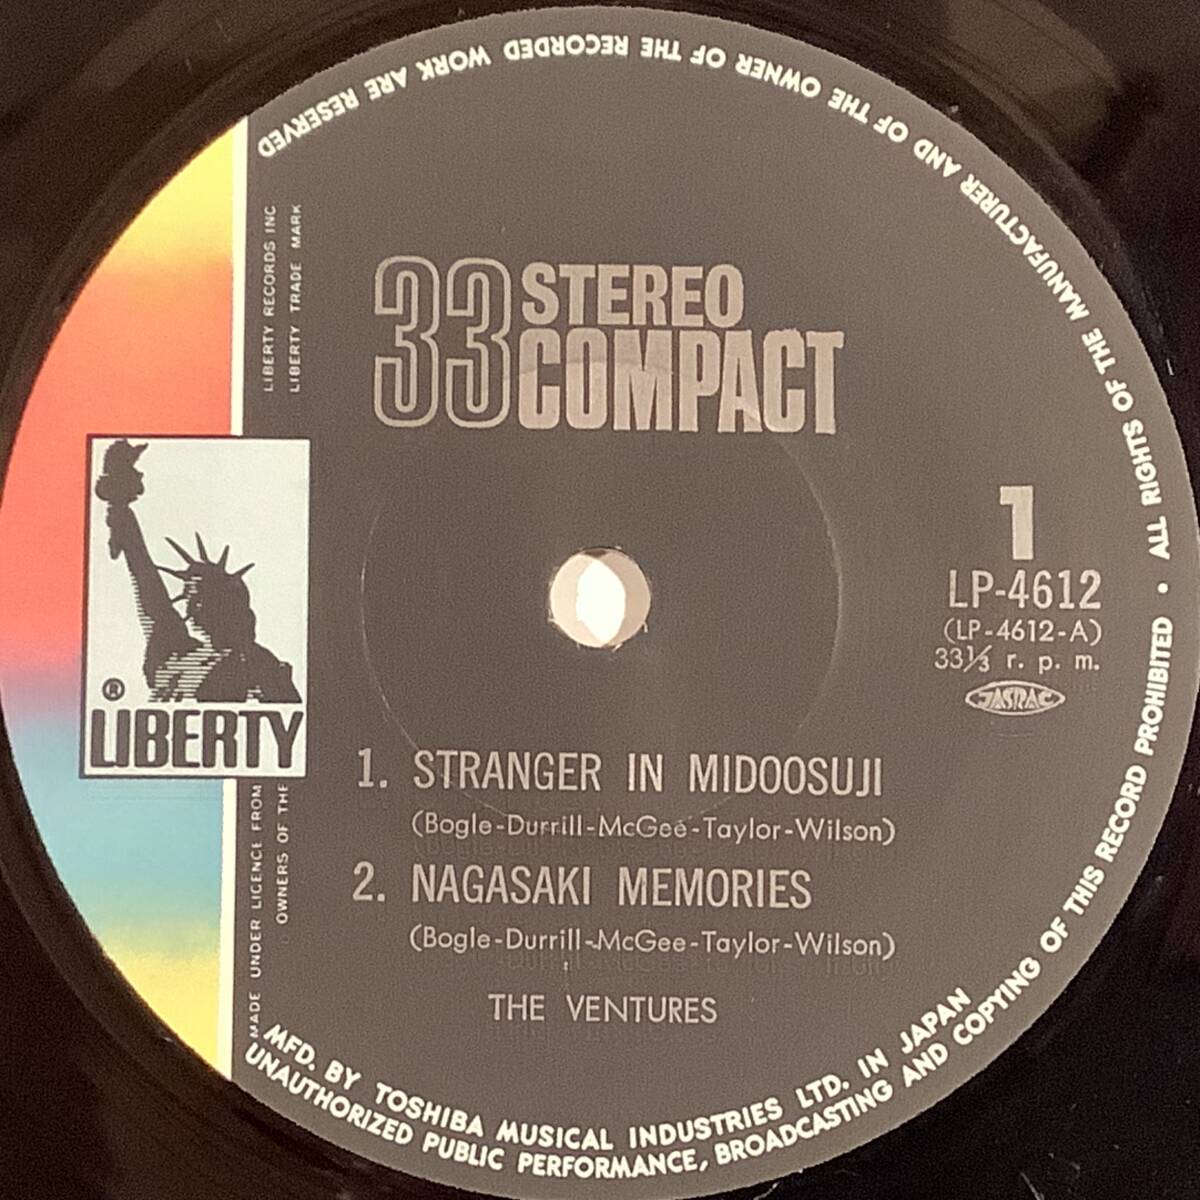 33 STEREO
COMPACT
1
LP-4612
(LP-4612-A)
33⅓ r. p. m.
JASRAC
®
LIBERTY
LIBERTY RECORDS INC
LIBERTY TRADE MARK
MADE UNDER LICENCE FROM
OWNERS OF THE
1. STRANGER IN MIDOOSUJI
(Bogle-Durrill-McGee-Taylor-Wilson)
2. NAGASAKI MEMORIES
(Bogle-Durrill-McGee-Taylor-Wilson)
THE VENTURES
MFD. BY TOSHIBA MUSICAL INDUSTRIES LTD. IN JAPAN
UNAUTHORIZED PUBLIC PERFORMANCE, BROADCASTING AND COPYING OF THIS RECORD PROHIBITED • ALL RIGHTS OF THE MANUFACTURER AND OF THE OWNER OF THE RECORDED WORK ARE RESERVED